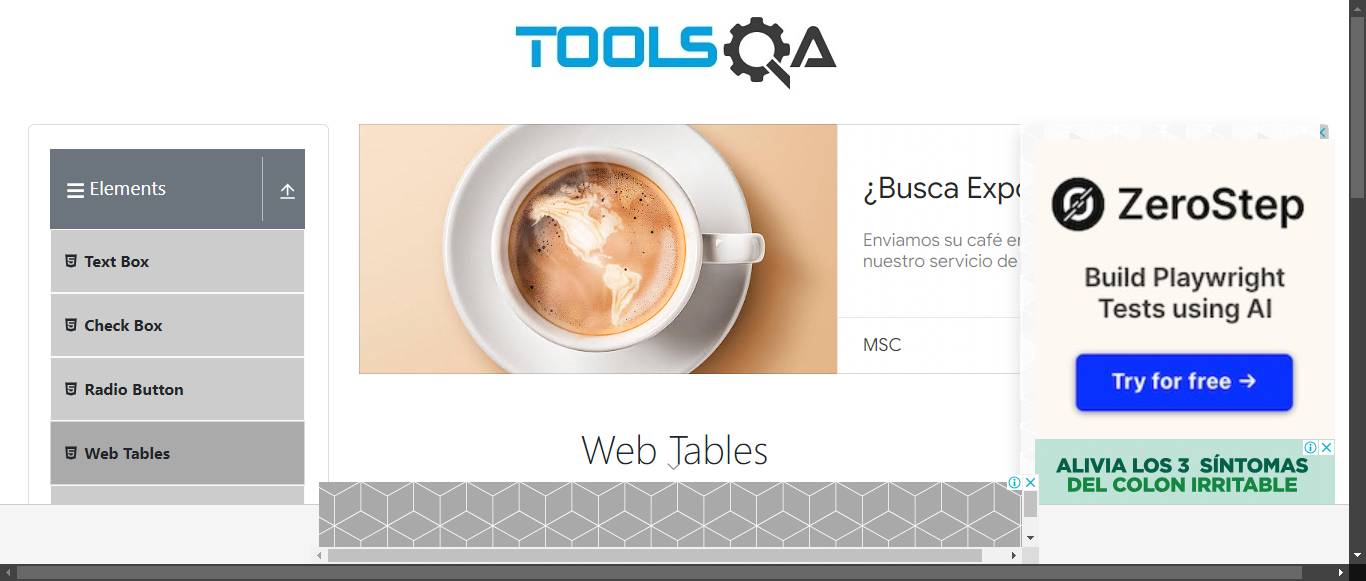 TOOLSQA
Elements
Text Box
Check Box
Radio Button
Web Tables
¿Busca Expo
Enviamos su café en
nuestro servicio de
MSC
ZeroStep
Build Playwright
Tests using AI
Try for free →
ALIVIA LOS 3 SÍNTOMAS
DEL COLON IRRITABLE
Web Tables